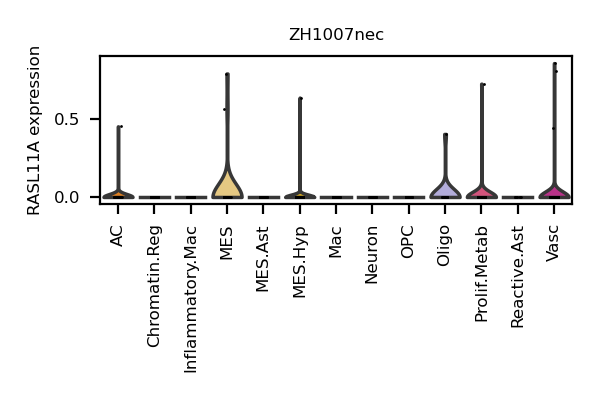 ZH1007nec
RASL11A expression
0.5
0.0
AC
Chromatin.Reg
Inflammatory.Mac
MES
MES.Ast
MES.Hyp
Mac
Neuron
OPC
Oligo
Prolif.Metab
Reactive.Ast
Vasc